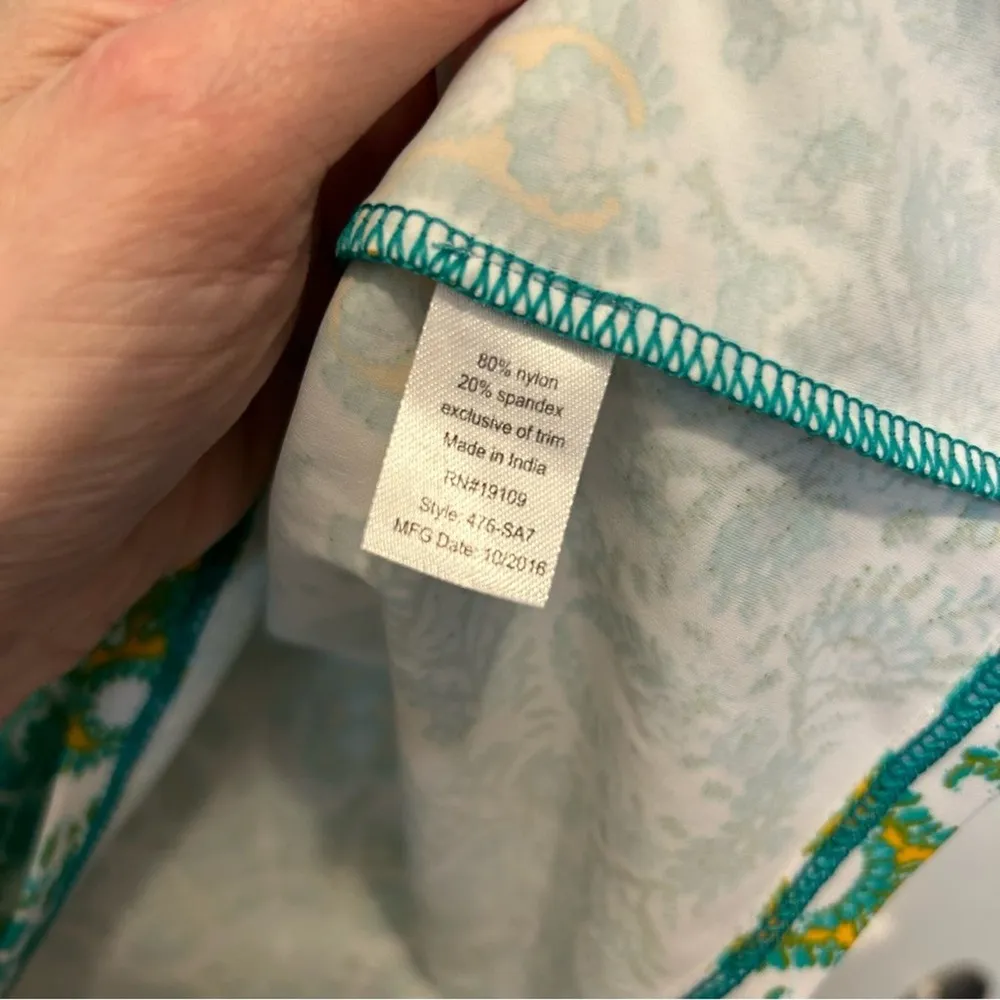 80% nylon
20% spandex
exclusive of trim
Made in India
RN#19109
Style: 475-SA7
MFG Date: 10/2016